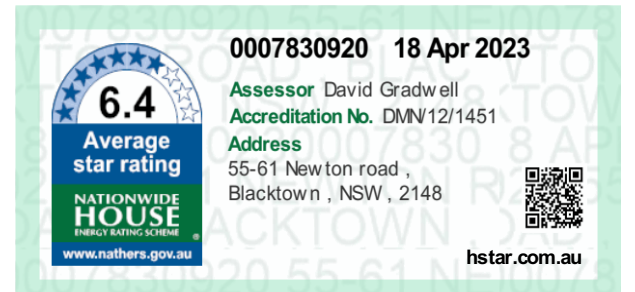 0007830920 18 Apr 2023
6.4
Average
star rating
NATIONWIDE
HOUSE
ENERGY RATING SCHEME
www.nathers.gov.au
Assessor David Gradwell
Accreditation No. DMN/12/1451
Address
55-61 Newton road ,
Blacktown , NSW , 2148
hstar.com.au